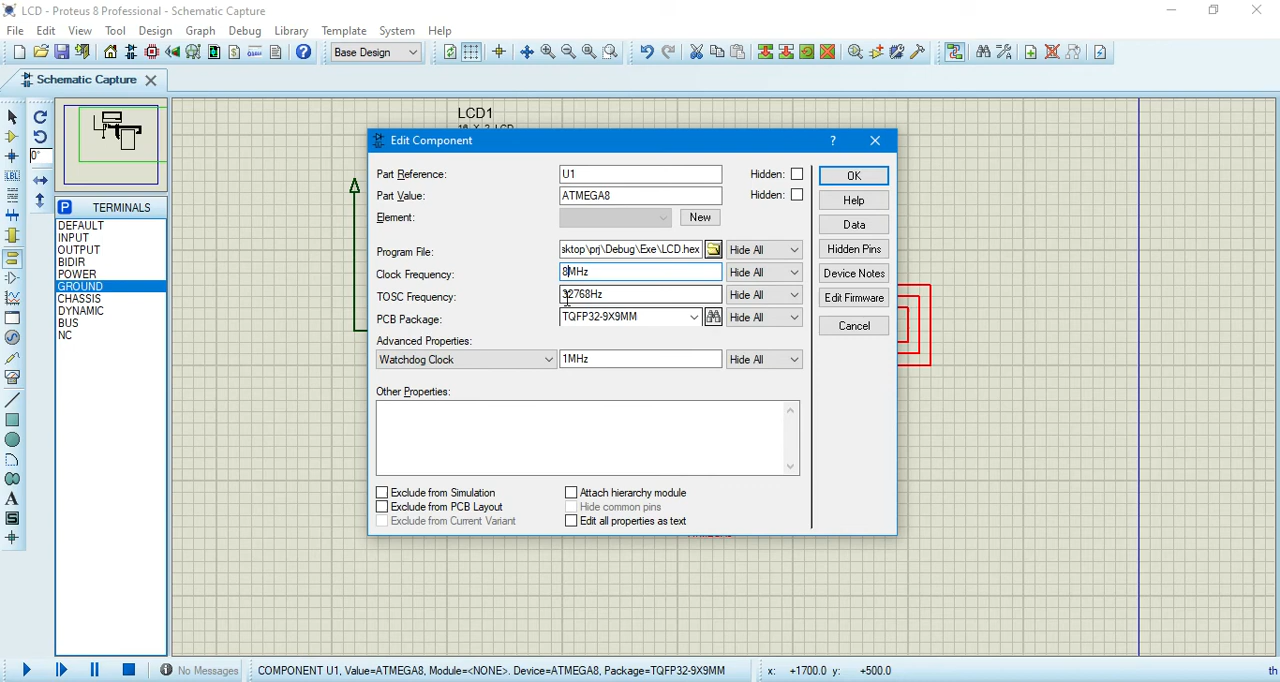 LCD - Proteus 8 Professional - Schematic Capture
File Edit View Tool Design Graph Debug Library Template System Help
Base Design
Schematic Capture
LCD1
Edit Component
Part Reference: U1 Hidden:
Part Value: ATMEGA8 Hidden:
Element: New
Program File: sktop\prj\Debug\Exe\LCD.hex Hide All
Clock Frequency: 8MHz Hide All
TOSC Frequency: 32768Hz Hide All
PCB Package: TQFP32-9X9MM Hide All
Advanced Properties:
Watchdog Clock 1MHz Hide All
Other Properties:
Exclude from Simulation Attach hierarchy module
Exclude from PCB Layout Hide common pins
Exclude from Current Variant Edit all properties as text
OK
Help
Data
Hidden Pins
Device Notes
Edit Firmware
Cancel
0°
LBL
P TERMINALS
DEFAULT
INPUT
OUTPUT
BIDIR
POWER
GROUND
CHASSIS
DYNAMIC
BUS
NC
A
S
No Messages COMPONENT U1, Value=ATMEGA8, Module=<NONE>. Device=ATMEGA8, Package=TQFP32-9X9MM x: +1700.0 y: +500.0 th